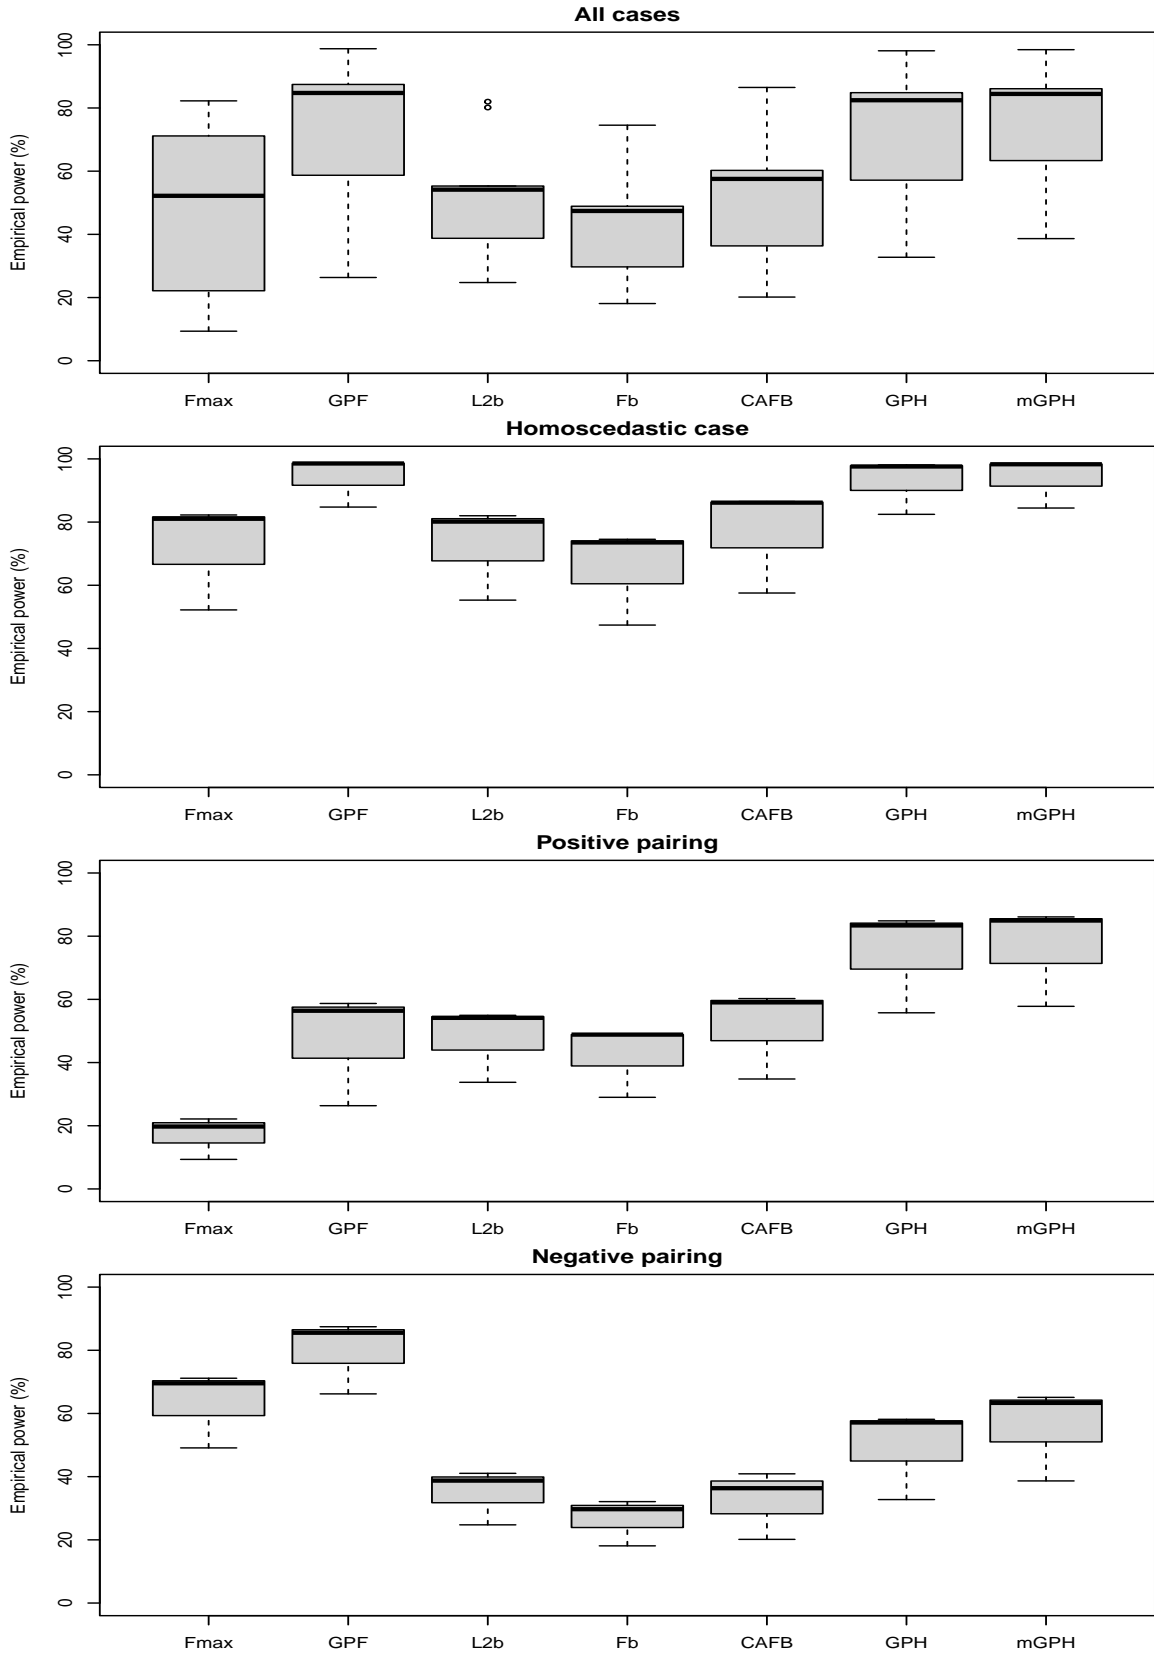 All cases
Empirical power (%)
100
80
60
40
20
0
Fmax GPF L2b Fb CAFB GPH mGPH
Homoscedastic case
Empirical power (%)
100
80
60
40
20
0
Fmax GPF L2b Fb CAFB GPH mGPH
Positive pairing
Empirical power (%)
100
80
60
40
20
0
Fmax GPF L2b Fb CAFB GPH mGPH
Negative pairing
Empirical power (%)
100
80
60
40
20
0
Fmax GPF L2b Fb CAFB GPH mGPH